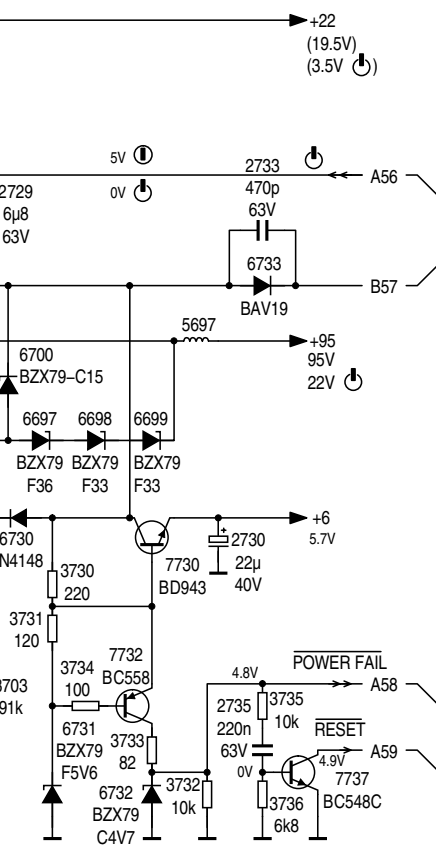 +22
(19.5V)
(3.5V )
5V
0V
2729
6µ8
63V
2733
470p
63V
A56
6733
BAV19
B57
5697
+95
95V
22V
6700
BZX79-C15
6697
BZX79
F36
6698
BZX79
F33
6699
BZX79
F33
6730
N4148
7730
BD943
+
2730
22µ
40V
+6
5.7V
3730
220
3731
120
3703
91k
3734
100
7732
BC558
6731
BZX79
F5V6
3733
82
6732
BZX79
C4V7
3732
10k
4.8V
POWER FAIL
A58
2735
220n
63V
0V
3735
10k
RESET
4.9V
A59
7737
BC548C
3736
6k8